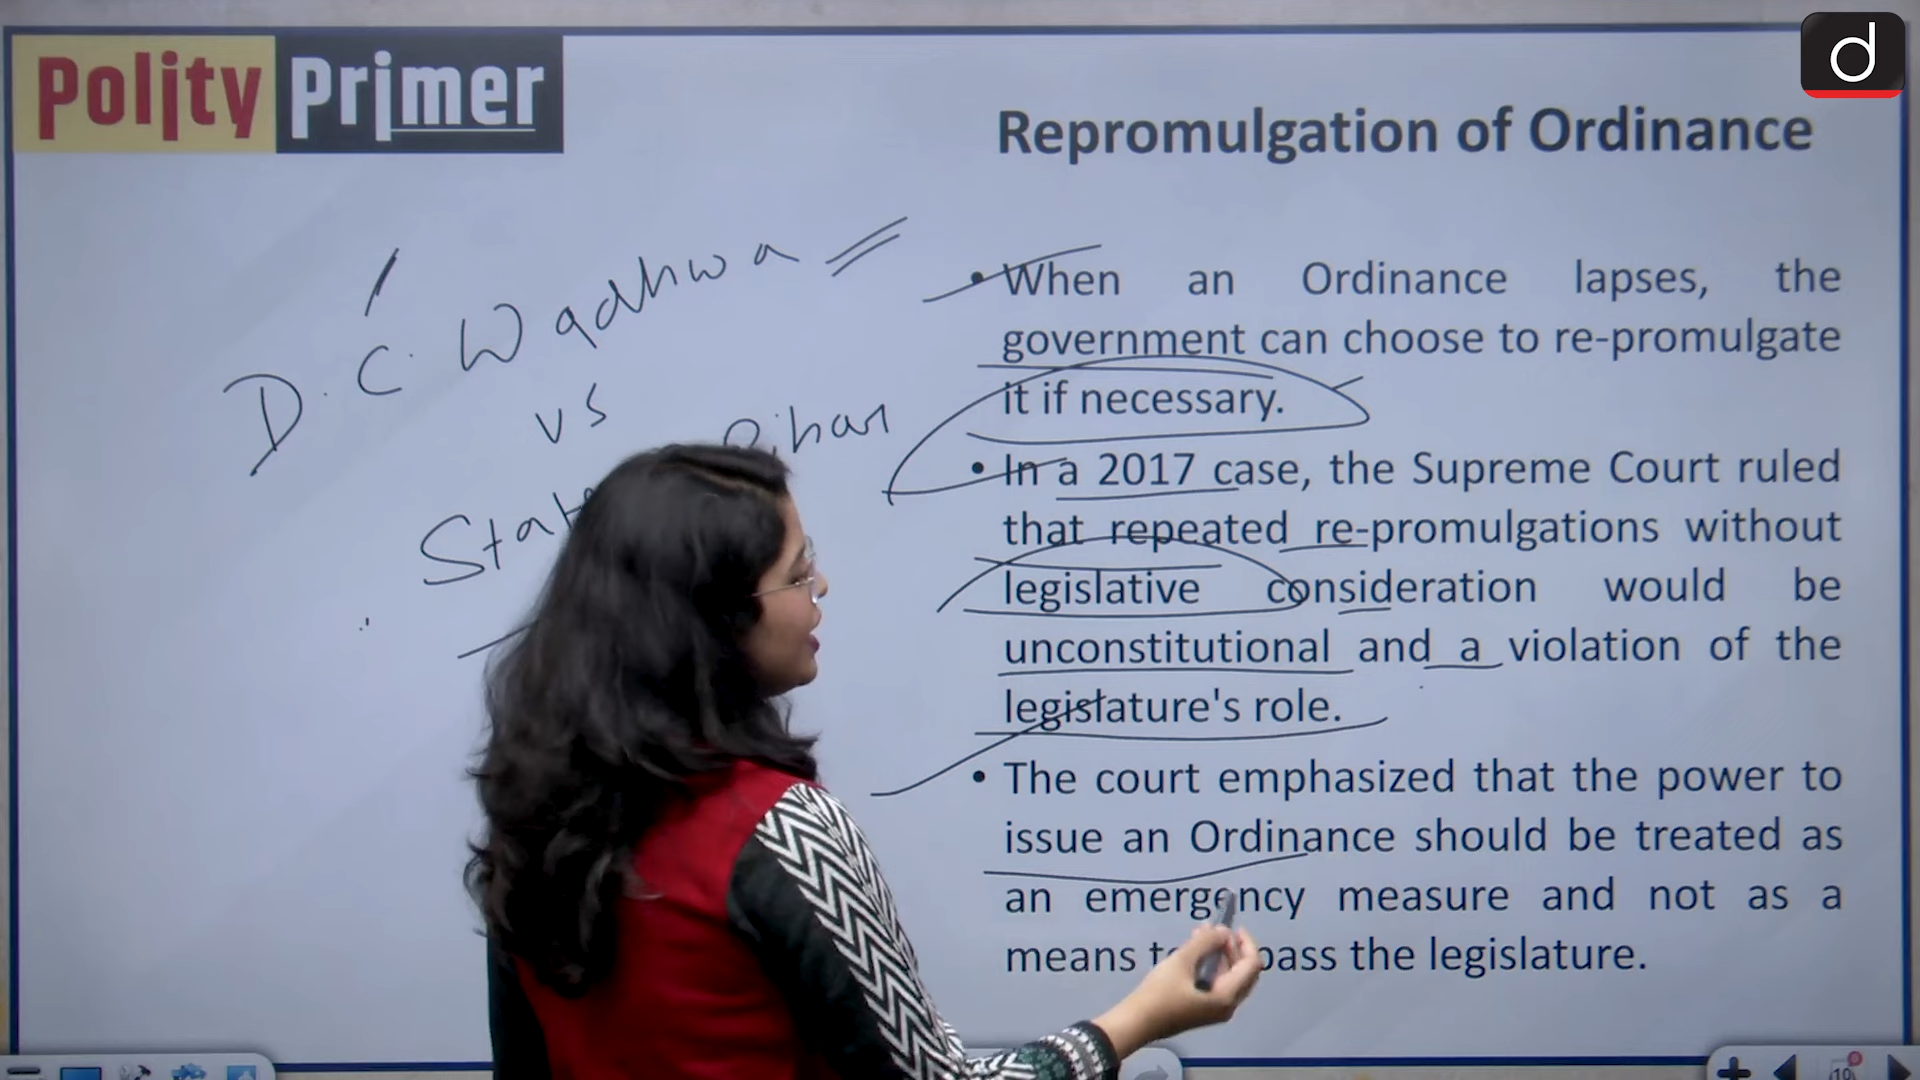 Polity Primer
d
Repromulgation of Ordinance
D. C. Wadhwa
vs
Bihar
• When an Ordinance lapses, the
government can choose to re-promulgate
it if necessary.
• In a 2017 case, the Supreme Court ruled
that repeated re-promulgations without
legislative consideration would be
unconstitutional and a violation of the
legislature's role.
• The court emphasized that the power to
issue an Ordinance should be treated as
an emergency measure and not as a
means pass the legislature.
10